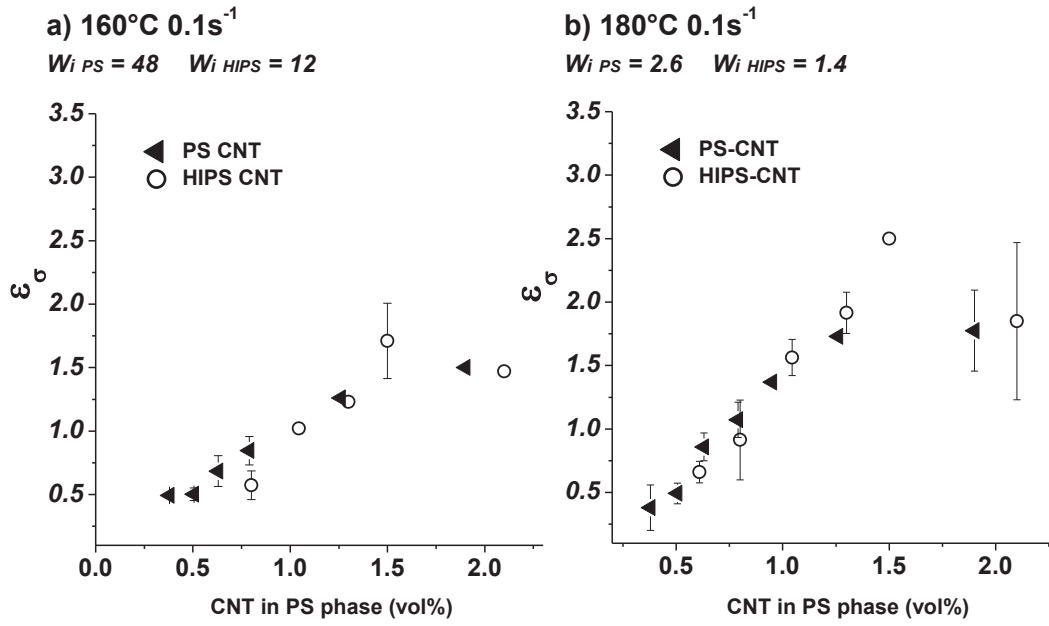 a) 160°C 0.1s⁻¹
Wi PS = 48 Wi HIPS = 12
3.5
3.0
2.5
2.0
1.5
1.0
0.5
εσ
PS CNT
HIPS CNT
0.0 0.5 1.0 1.5 2.0
CNT in PS phase (vol%)
b) 180°C 0.1s⁻¹
Wi PS = 2.6 Wi HIPS = 1.4
3.5
3.0
2.5
2.0
1.5
1.0
0.5
εσ
PS-CNT
HIPS-CNT
0.5 1.0 1.5 2.0
CNT in PS phase (vol%)